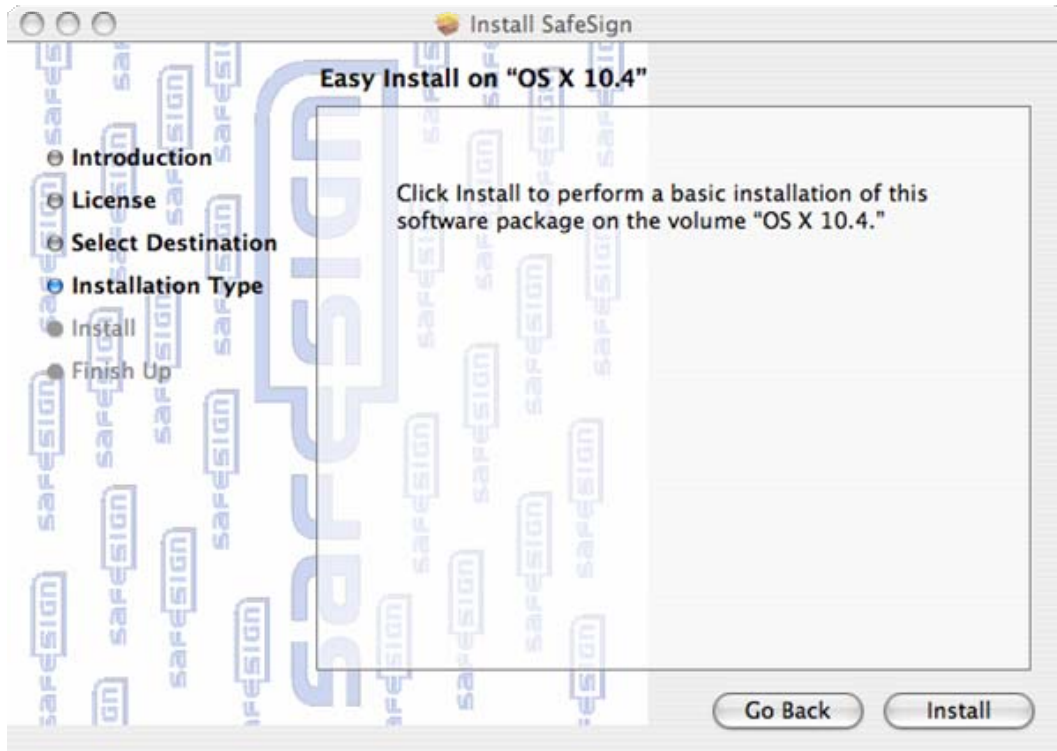 Install SafeSign
Easy Install on “OS X 10.4”
Introduction
License
Select Destination
Installation Type
Install
Finish Up
Click Install to perform a basic installation of this
software package on the volume “OS X 10.4.”
Go Back
Install
safesign